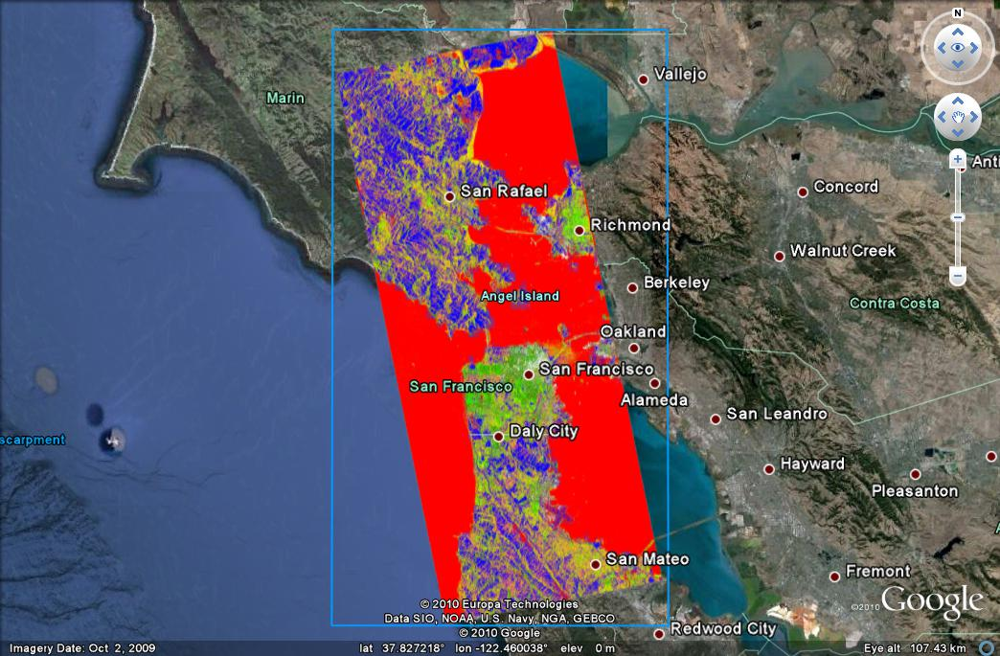 N
Vallejo
Marin
Anti
Concord
San Rafael
Richmond
Walnut Creek
Berkeley
Angel Island
Contra Costa
Oakland
San Francisco
San Francisco
Alameda
San Leandro
Daly City
scarpment
Hayward
Pleasanton
San Mateo
Fremont
©2010 Google
© 2010 Europa Technologies
Data SIO, NOAA, U.S. Navy, NGA, GEBCO
© 2010 Google
Redwood City
Imagery Date: Oct 2, 2009
lat 37.827218° lon -122.460038° elev 0 m
Eye alt 107.43 km